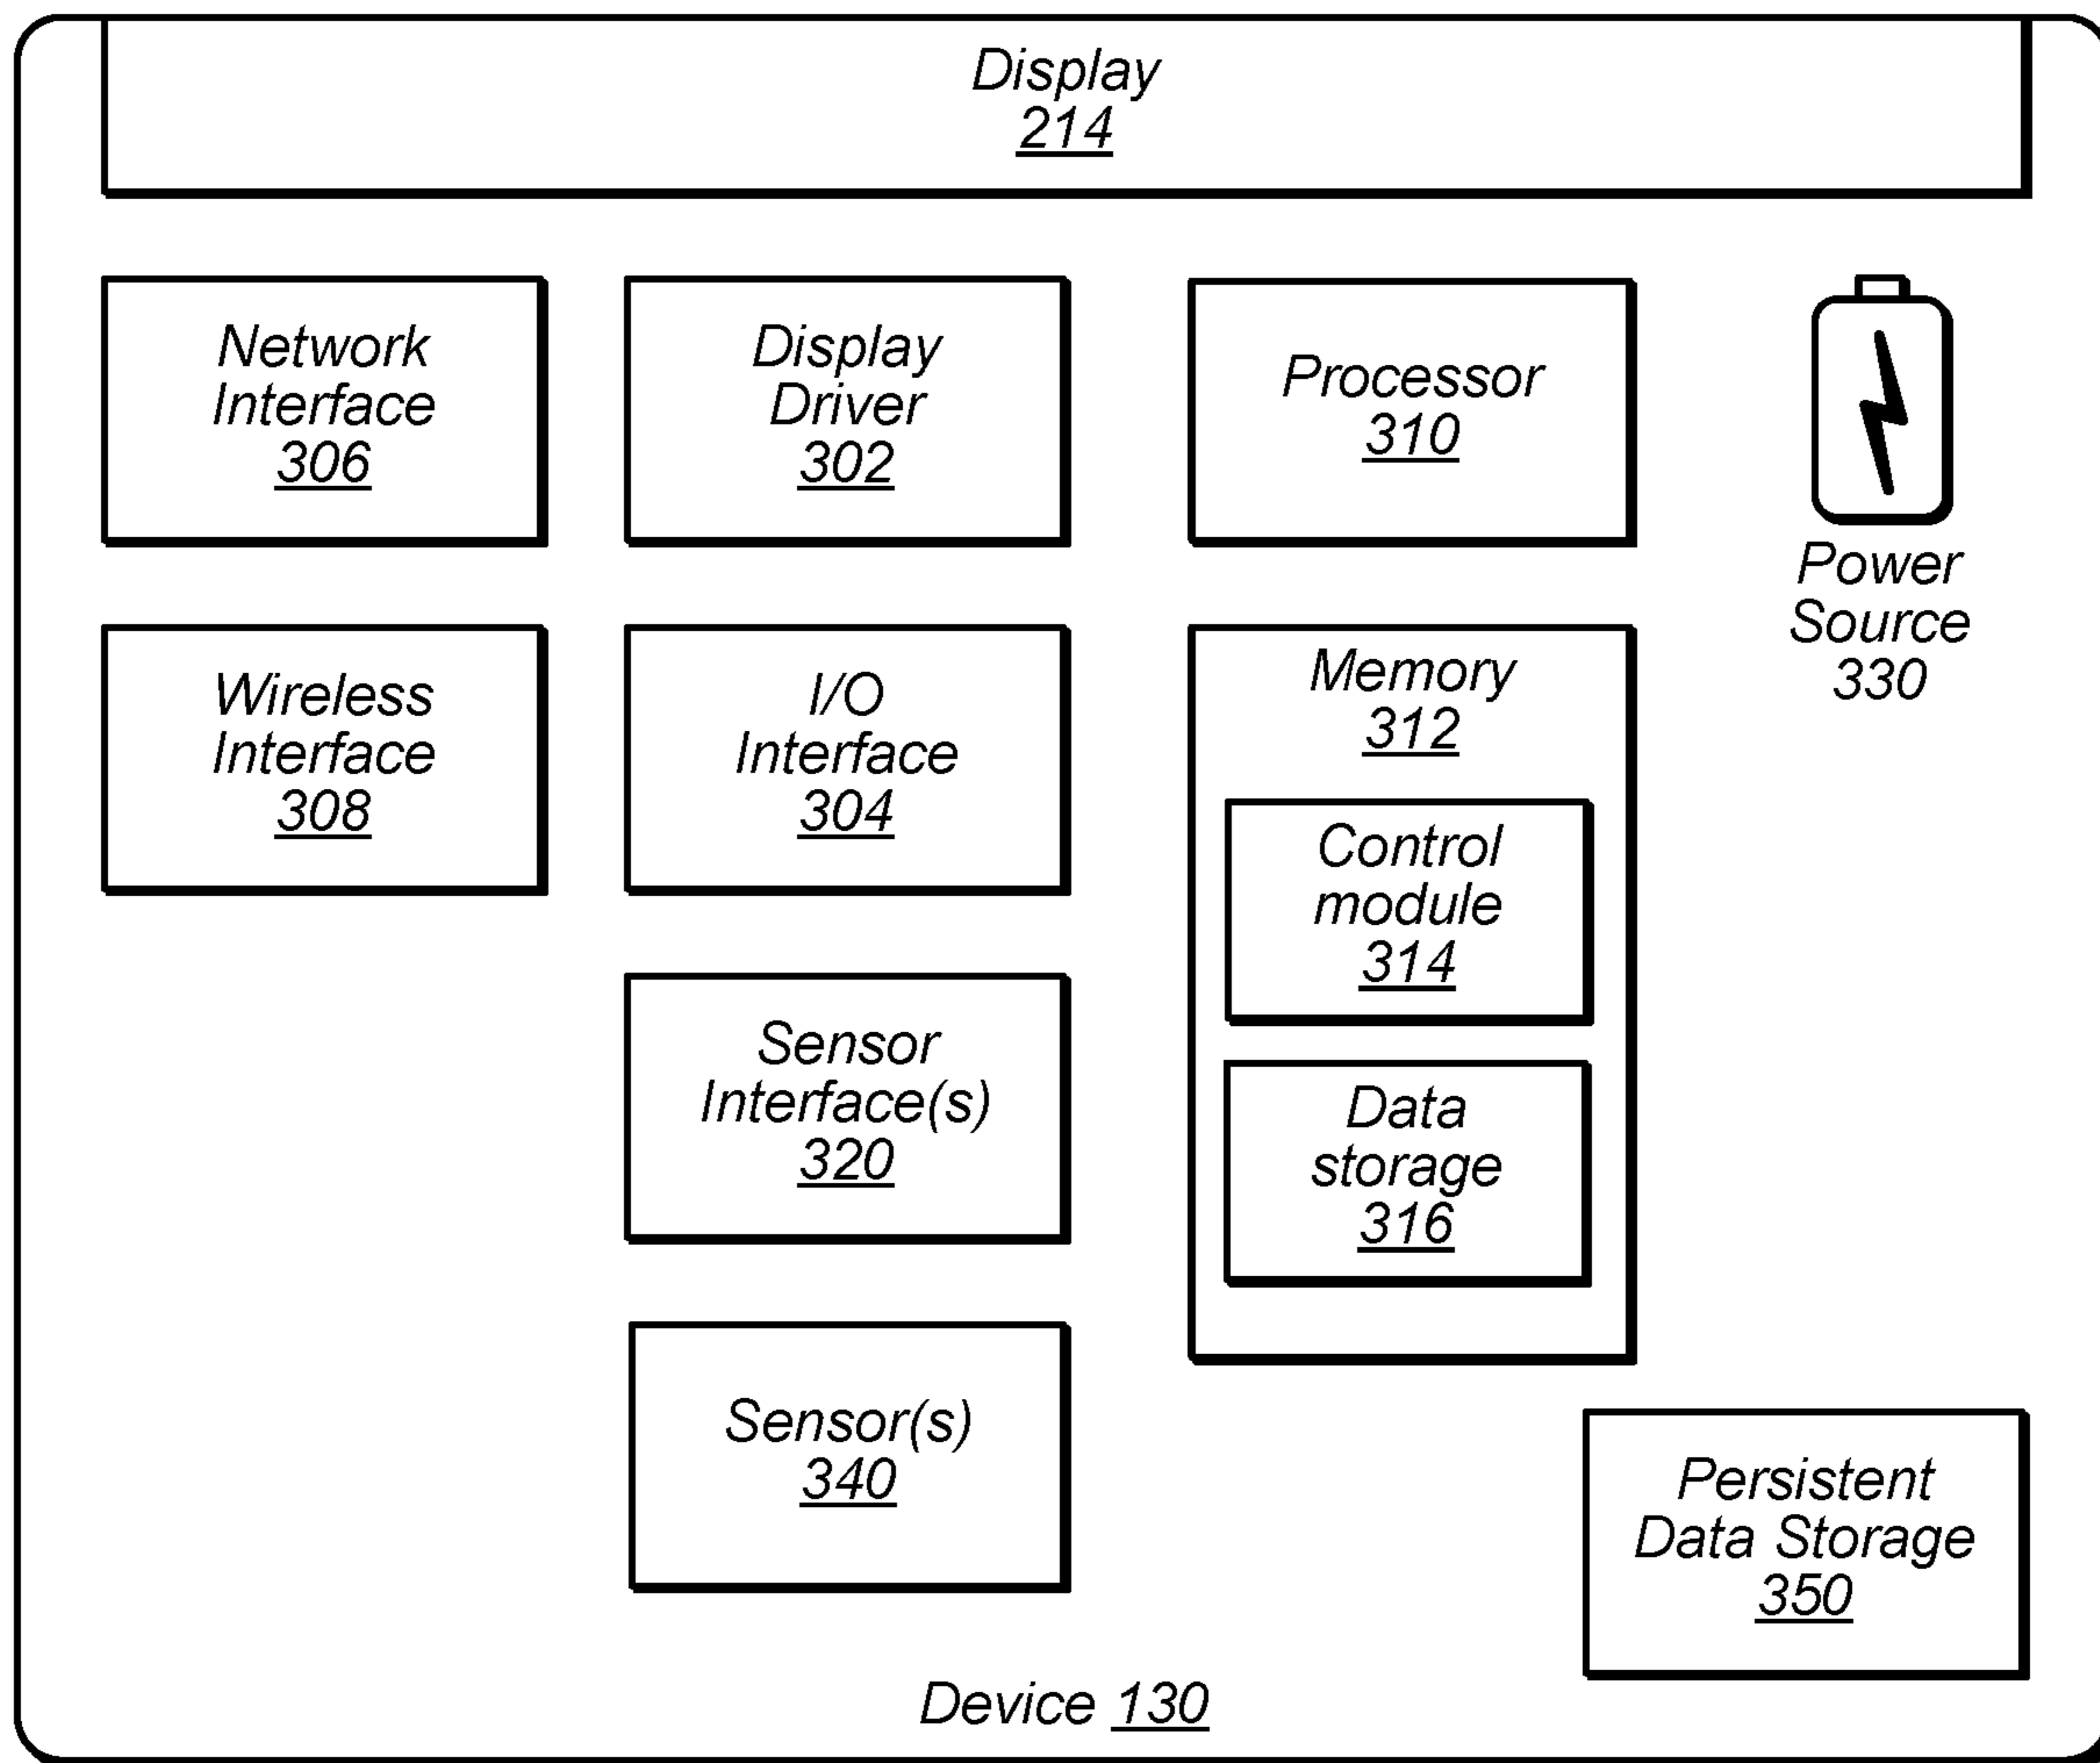 Display
214
Network
Interface
306
Display
Driver
302
Processor
310
Power
Source
330
Wireless
Interface
308
I/O
Interface
304
Memory
312
Control
module
314
Data
storage
316
Sensor
Interface(s)
320
Sensor(s)
340
Persistent
Data Storage
350
Device 130